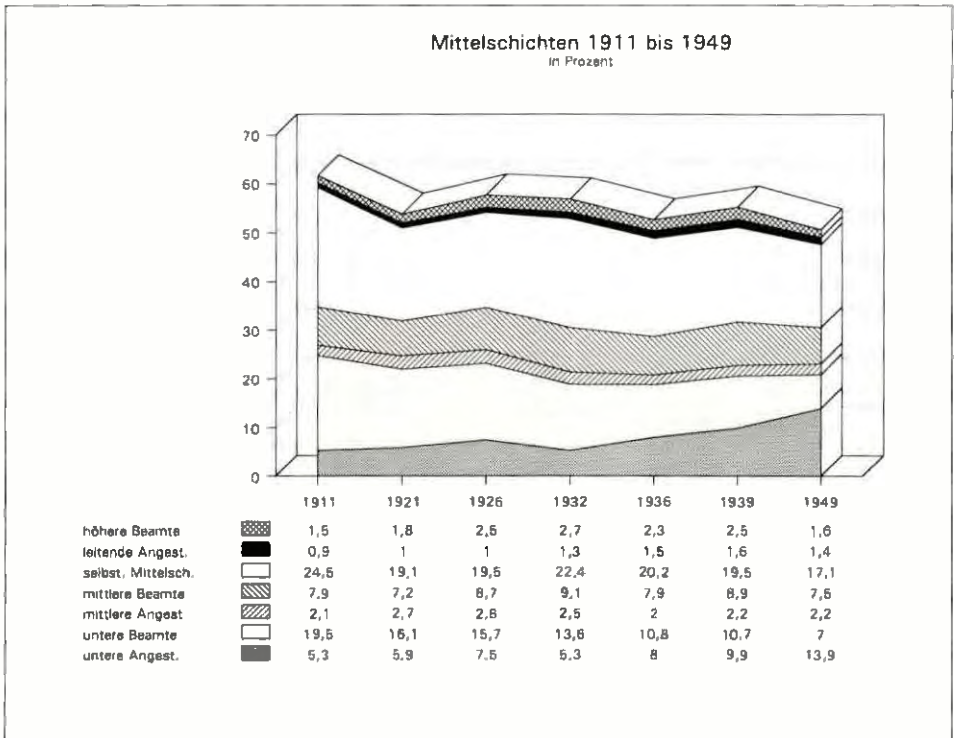 Mittelschichten 1911 bis 1949
in Prozent
70
60
50
40
30
20
10
0
1911 1921 1926 1932 1936 1939 1949
höhere Beamte 1,5 1,8 2,5 2,7 2,3 2,5 1,6
leitende Angest. 0,9 1 1 1,3 1,5 1,6 1,4
selbst. Mittelsch. 24,5 19,1 19,5 22,4 20,2 19,5 17,1
mittlere Beamte 7,9 7,2 8,7 9,1 7,9 8,9 7,5
mittlere Angest 2,1 2,7 2,8 2,5 2 2,2 2,2
untere Beamte 19,5 16,1 15,7 13,6 10,8 10,7 7
untere Angest. 5,3 5,9 7,5 5,3 8 9,9 13,9